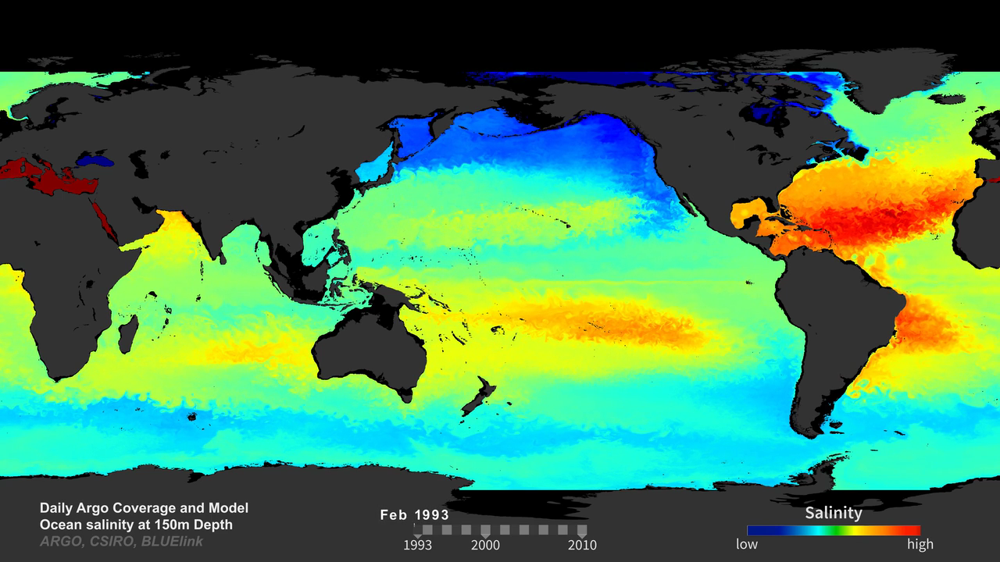 Daily Argo Coverage and Model
Ocean salinity at 150m Depth
ARGO, CSIRO, BLUElink
Feb 1993
1993 2000 2010
Salinity
low high